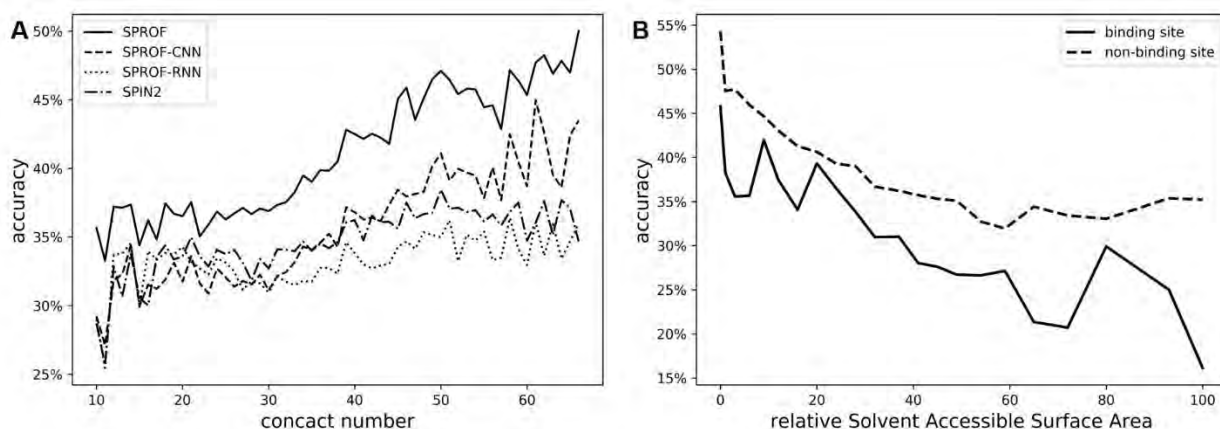 A
50%
45%
40%
35%
30%
25%
accuracy
SPROF
SPROF-CNN
SPROF-RNN
SPIN2
10 20 30 40 50 60
concact number
B
55%
50%
45%
40%
35%
30%
25%
20%
15%
accuracy
binding site
non-binding site
0 20 40 60 80 100
relative Solvent Accessible Surface Area